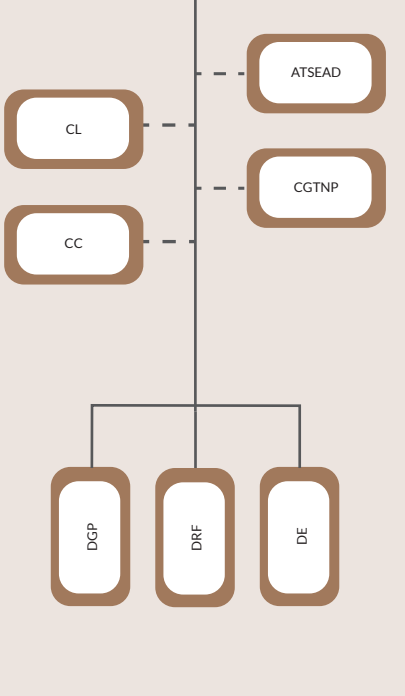 ATSEAD
CL
CGTNP
CC
DGP
DRF
DE